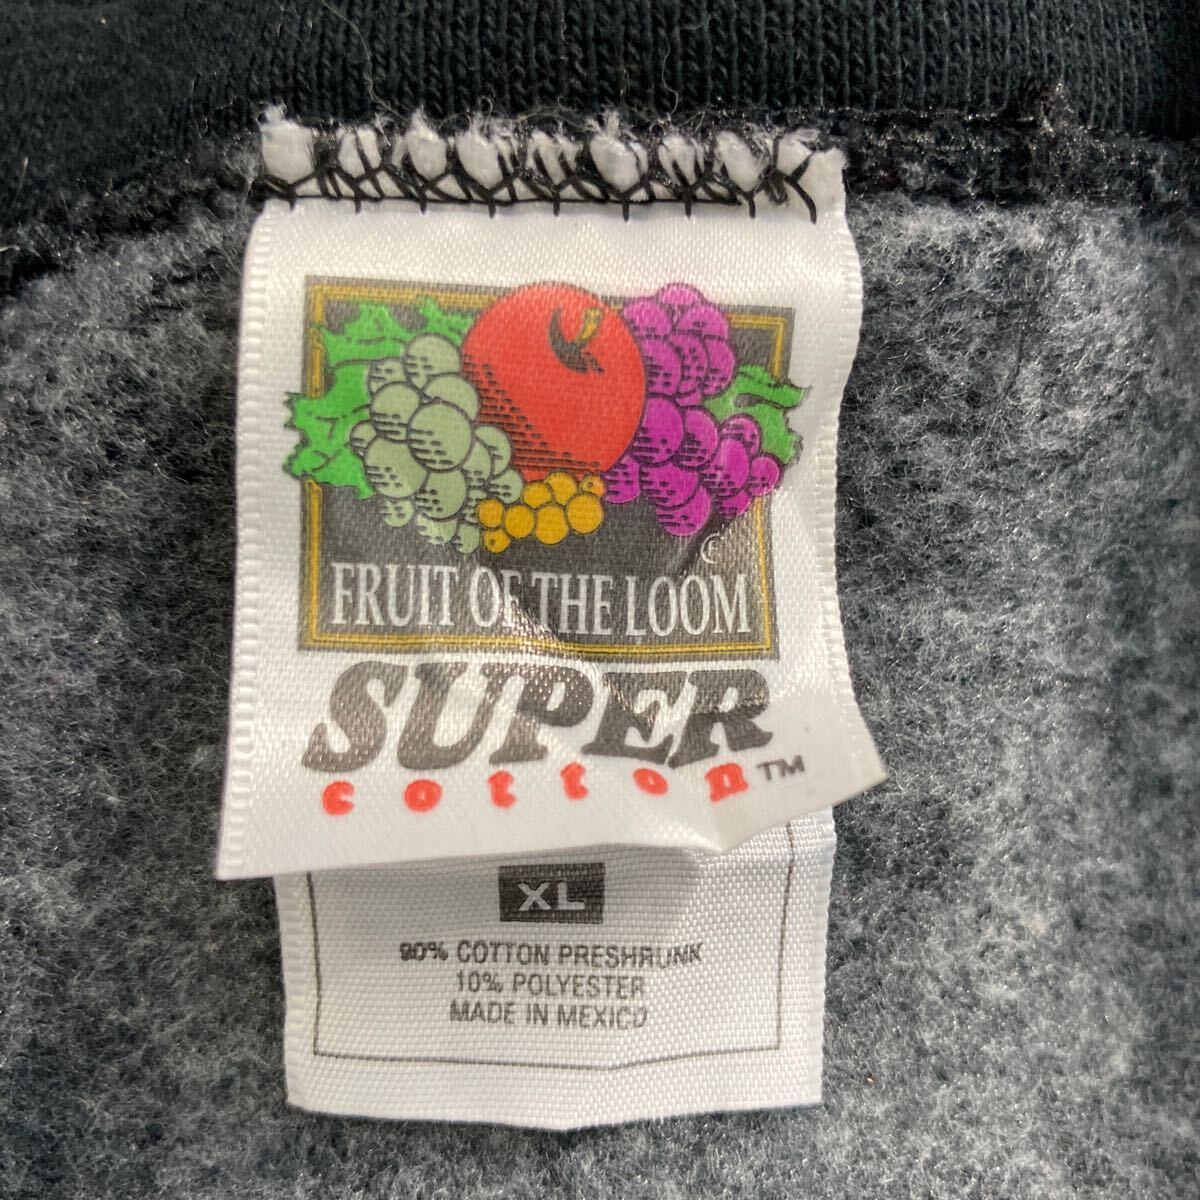 ©
FRUIT OF THE LOOM
SUPER
cotton™
XL
90% COTTON PRESHRUNK
10% POLYESTER
MADE IN MEXICO